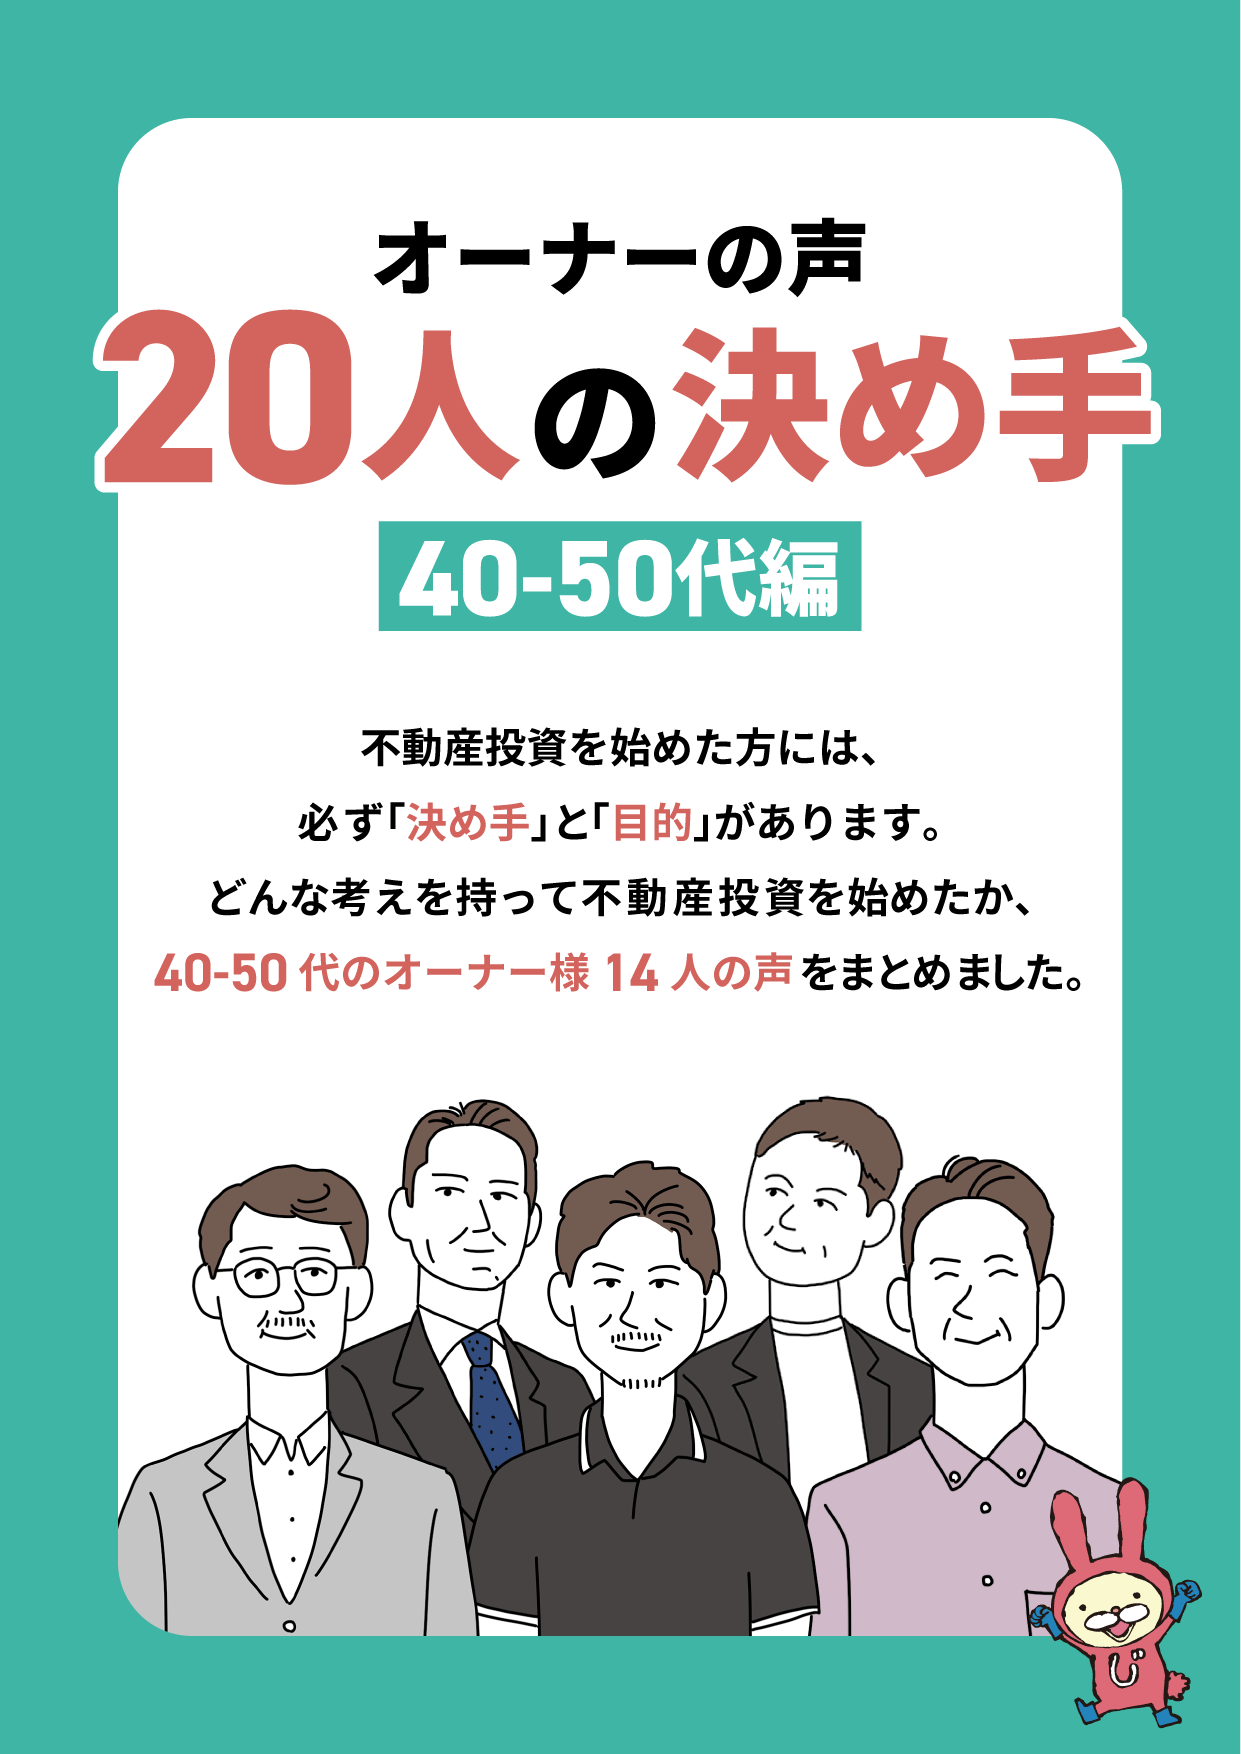 オーナーの声
20人の決め手
40-50代編
不動産投資を始めた方には、
必ず「決め手」と「目的」があります。
どんな考えを持って不動産投資を始めたか、
40-50代のオーナー様14人の声をまとめました。
じ